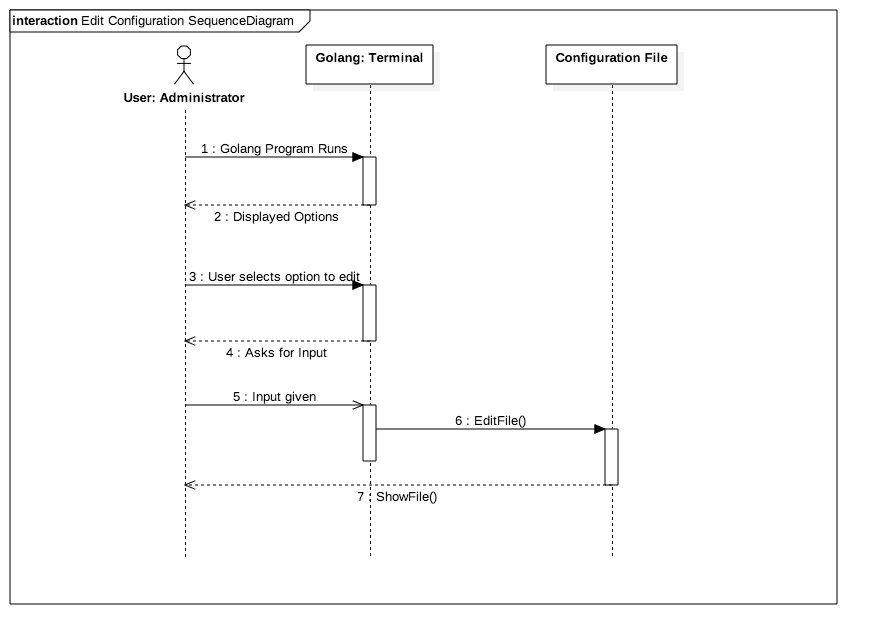 interaction Edit Configuration SequenceDiagram
Golang: Terminal
Configuration File
User: Administrator
1 : Golang Program Runs
2 : Displayed Options
3 : User selects option to edit
4 : Asks for Input
5 : Input given
6 : EditFile()
7 : ShowFile()